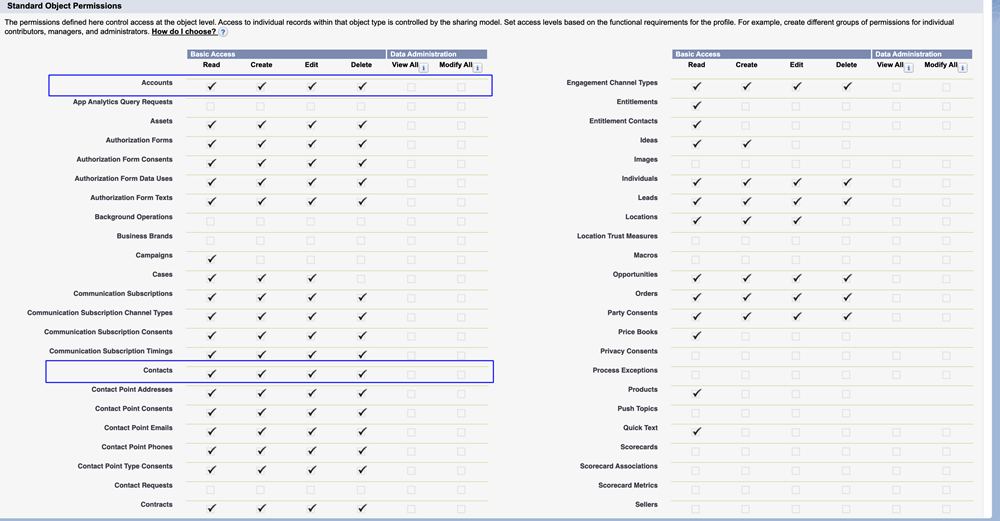 Standard Object Permissions
The permissions defined here control access at the object level. Access to individual records within that object type is controlled by the sharing model. Set access levels based on the functional requirements for the profile. For example, create different groups of permissions for individual
contributors, managers, and administrators. How do I choose? ?
Basic Access Data Administration
Read Create Edit Delete View All i Modify All i
Accounts
App Analytics Query Requests
Assets
Authorization Forms
Authorization Form Consents
Authorization Form Data Uses
Authorization Form Texts
Background Operations
Business Brands
Campaigns
Cases
Communication Subscriptions
Communication Subscription Channel Types
Communication Subscription Consents
Communication Subscription Timings
Contacts
Contact Point Addresses
Contact Point Consents
Contact Point Emails
Contact Point Phones
Contact Point Type Consents
Contact Requests
Contracts
Basic Access Data Administration
Read Create Edit Delete View All i Modify All i
Engagement Channel Types
Entitlements
Entitlement Contacts
Ideas
Images
Individuals
Leads
Locations
Location Trust Measures
Macros
Opportunities
Orders
Party Consents
Price Books
Privacy Consents
Process Exceptions
Products
Push Topics
Quick Text
Scorecards
Scorecard Associations
Scorecard Metrics
Sellers